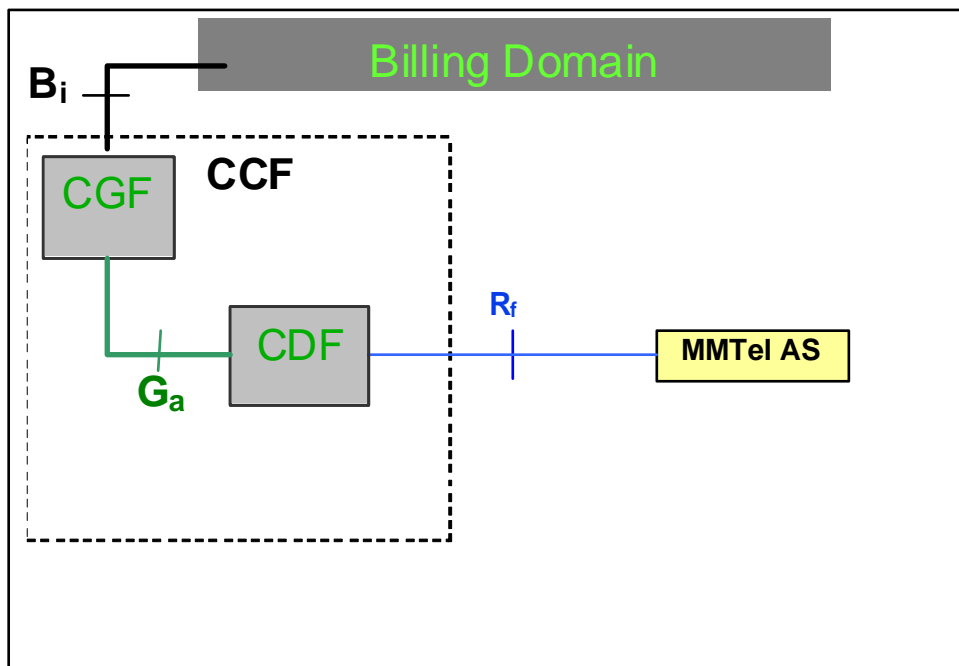 Billing Domain
Bi
CCF
CGF
Rf
CDF
MMTel AS
Ga